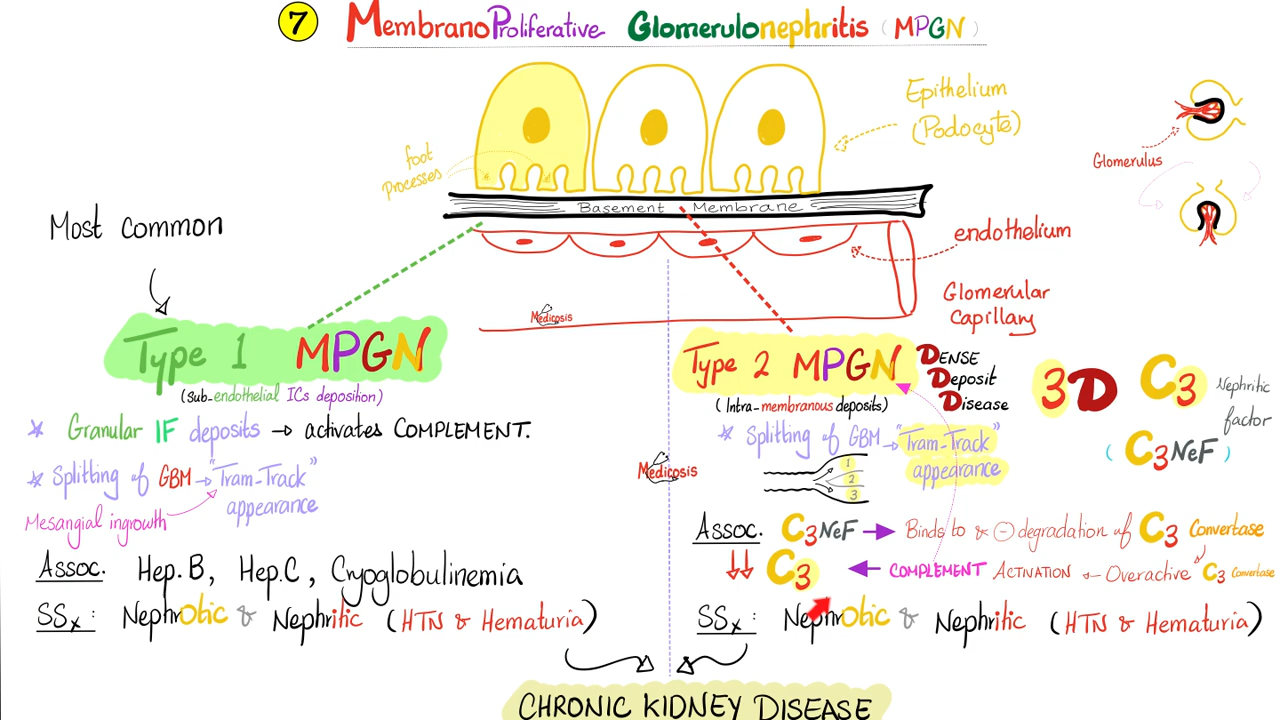 7 MembranoProliferative Glomerulonephritis (MPGN)
Epithelium
(Podocyte)
foot
processes
Glomerulus
Basement Membrane
Most common
endothelium
Glomerular
Capillary
Medicosis
Type 1 MPGN
(Sub-endothelial ICs deposition)
* Granular IF deposits → activates COMPLEMENT.
* Splitting of GBM → "Tram-Track"
appearance
Mesangial ingrowth
Assoc. Hep.B, Hep.C, Cryoglobulinemia
SSx: Nephrotic & Nephritic (HTN & Hematuria)
Type 2 MPGN
DENSE
Deposit
Disease
3D
C3 Nephritic
factor
(C3NeF)
(Intra-membranous deposits)
* Splitting of GBM → "Tram-Track"
appearance
1
2
3
Medicosis
Assoc. C3NeF → Binds to & ⊖ degradation of C3 Convertase
↓↓ C3 ← COMPLEMENT ACTIVATION ← Overactive C3 Convertase
SSx: Nephrotic & Nephritic (HTN & Hematuria)
CHRONIC KIDNEY DISEASE